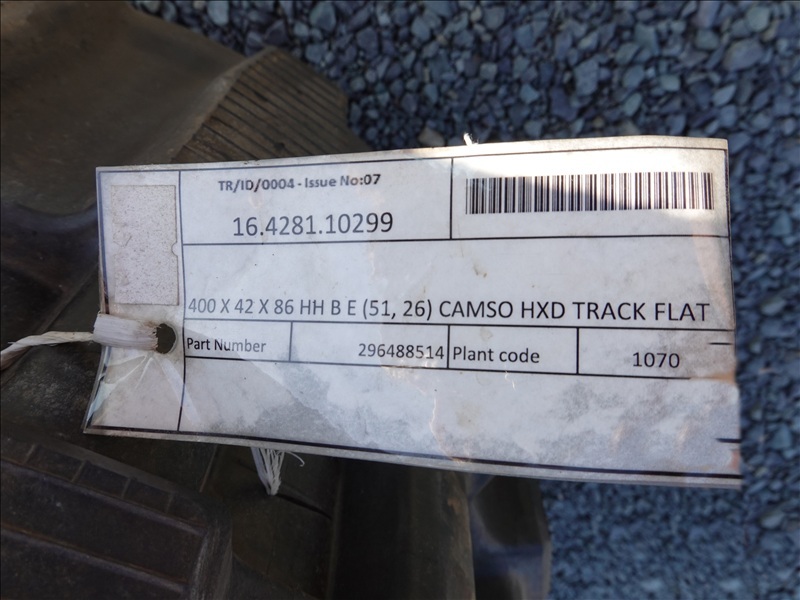 TR/ID/0004 - Issue No:07
16.4281.10299
400 X 42 X 86 HH B E (51, 26) CAMSO HXD TRACK FLAT
Part Number 296488514 Plant code 1070